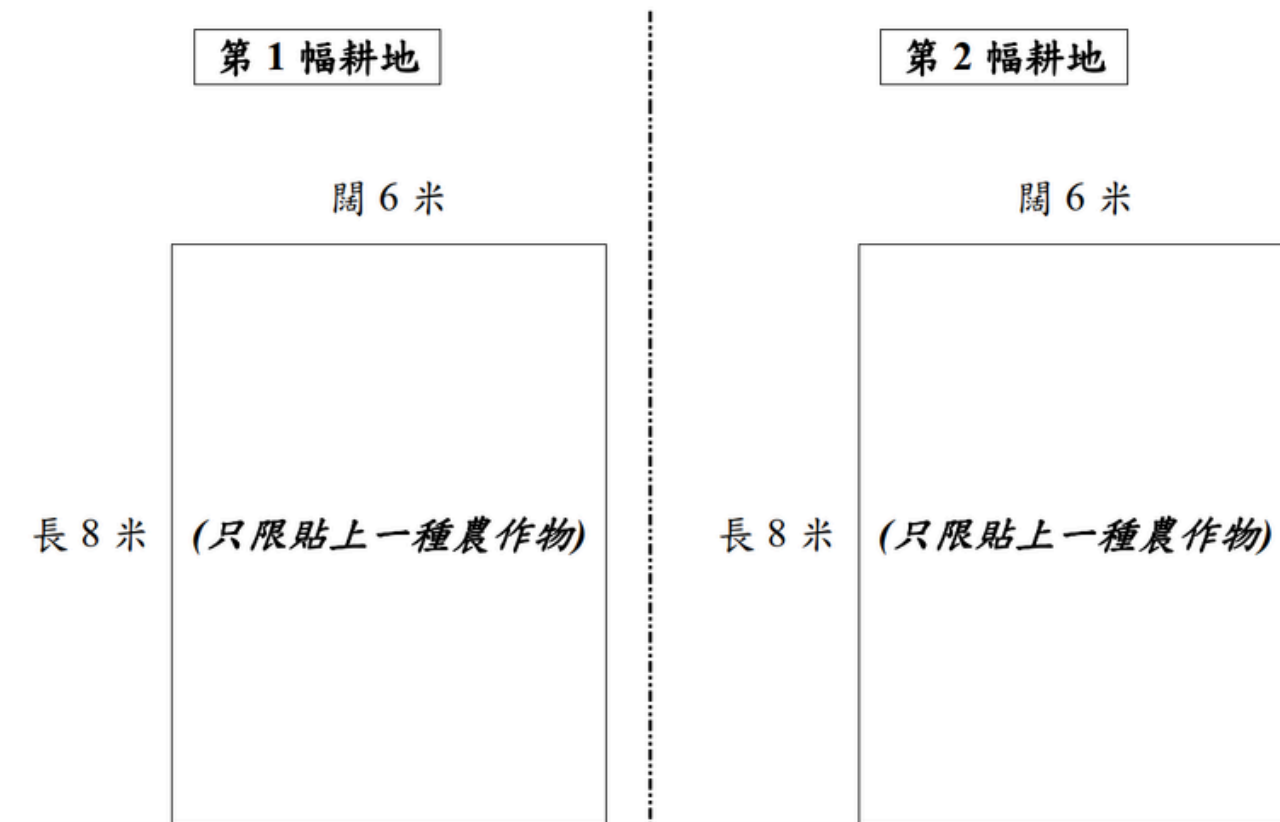 第 1 幅耕地
闊 6 米
長 8 米
(只限貼上一種農作物)
第 2 幅耕地
闊 6 米
長 8 米
(只限貼上一種農作物)